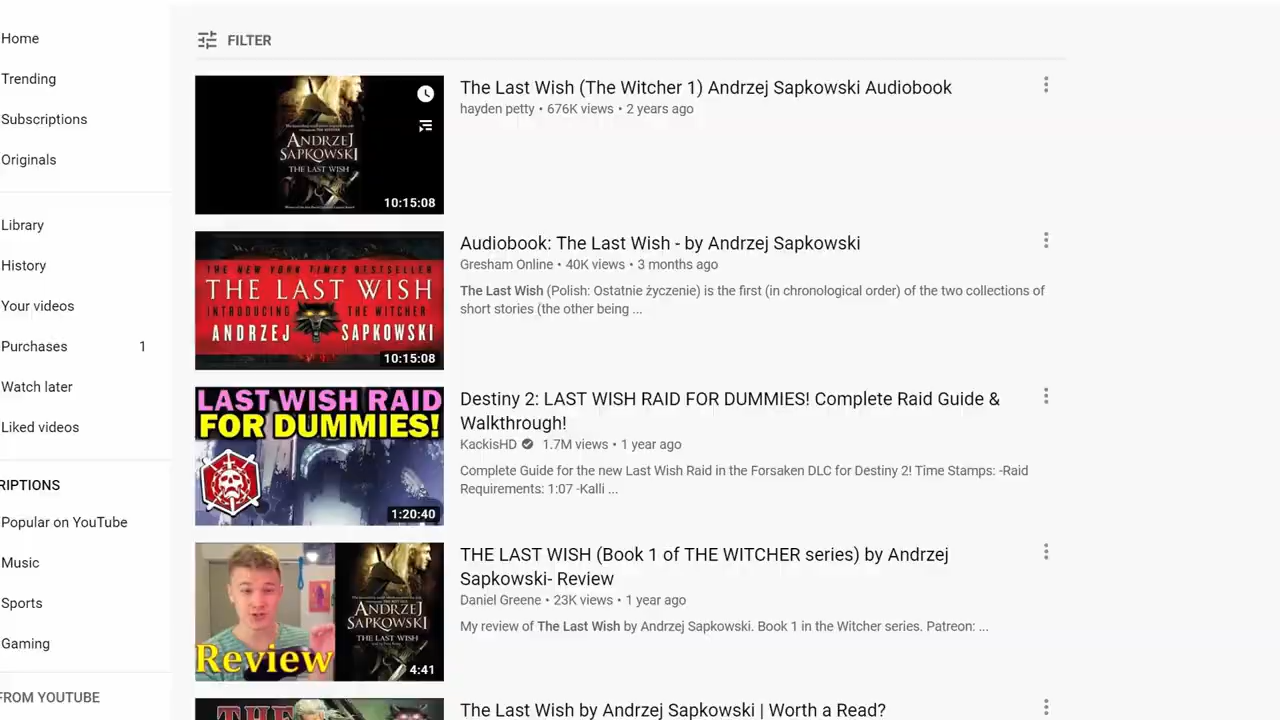 Home
Trending
Subscriptions
Originals
Library
History
Your videos
Purchases 1
Watch later
Liked videos
RIPTIONS
Popular on YouTube
Music
Sports
Gaming
FROM YOUTUBE
FILTER
ANDRZEJ
SAPKOWSKI
THE LAST WISH
10:15:08
The Last Wish (The Witcher 1) Andrzej Sapkowski Audiobook
hayden petty • 676K views • 2 years ago
THE NEW YORK TIMES BESTSELLER
THE LAST WISH
INTRODUCING THE WITCHER
ANDRZEJ SAPKOWSKI
10:15:08
Audiobook: The Last Wish - by Andrzej Sapkowski
Gresham Online • 40K views • 3 months ago
The Last Wish (Polish: Ostatnie życzenie) is the first (in chronological order) of the two collections of
short stories (the other being ...
LAST WISH RAID
FOR DUMMIES!
1:20:40
Destiny 2: LAST WISH RAID FOR DUMMIES! Complete Raid Guide &
Walkthrough!
KackisHD 1.7M views • 1 year ago
Complete Guide for the new Last Wish Raid in the Forsaken DLC for Destiny 2! Time Stamps: -Raid
Requirements: 1:07 -Kalli ...
ANDRZEJ
SAPKOWSKI
THE LAST WISH
Review
4:41
THE LAST WISH (Book 1 of THE WITCHER series) by Andrzej
Sapkowski- Review
Daniel Greene • 23K views • 1 year ago
My review of The Last Wish by Andrzej Sapkowski. Book 1 in the Witcher series. Patreon: ...
THE
The Last Wish by Andrzej Sapkowski | Worth a Read?